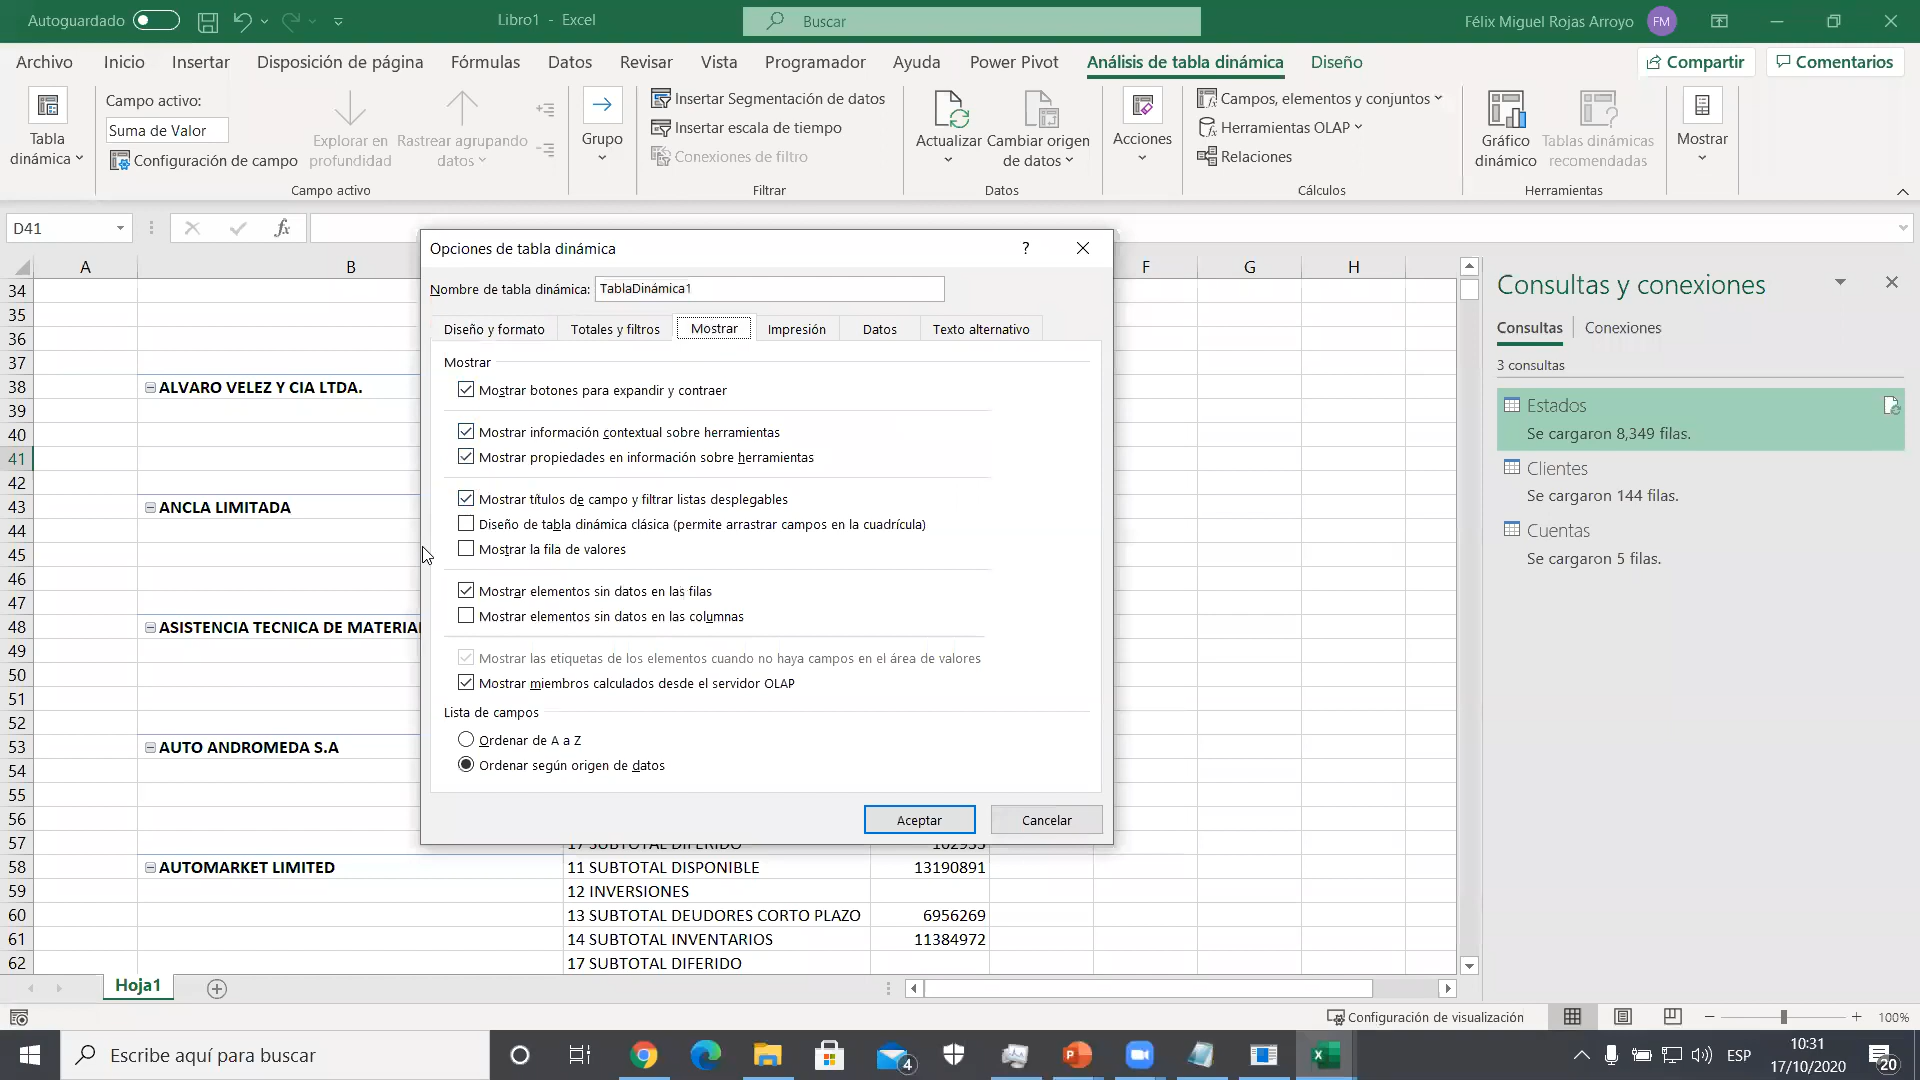 Autoguardado
Libro1 - Excel
Buscar
Félix Miguel Rojas Arroyo
FM
Archivo
Inicio
Insertar
Disposición de página
Fórmulas
Datos
Revisar
Vista
Programador
Ayuda
Power Pivot
Análisis de tabla dinámica
Diseño
Compartir
Comentarios
Tabla dinámica
Campo activo:
Suma de Valor
Configuración de campo
Explorar en profundidad
Rastrear agrupando datos
Campo activo
Grupo
Insertar Segmentación de datos
Insertar escala de tiempo
Conexiones de filtro
Filtrar
Actualizar
Cambiar origen de datos
Datos
Acciones
Campos, elementos y conjuntos
Herramientas OLAP
Relaciones
Cálculos
Gráfico dinámico
Tablas dinámicas recomendadas
Herramientas
Mostrar
D41
fx
A B F G H
Opciones de tabla dinámica
?
Nombre de tabla dinámica: TablaDinámica1
Diseño y formato
Totales y filtros
Mostrar
Impresión
Datos
Texto alternativo
Mostrar
Mostrar botones para expandir y contraer
Mostrar información contextual sobre herramientas
Mostrar propiedades en información sobre herramientas
Mostrar títulos de campo y filtrar listas desplegables
Diseño de tabla dinámica clásica (permite arrastrar campos en la cuadrícula)
Mostrar la fila de valores
Mostrar elementos sin datos en las filas
Mostrar elementos sin datos en las columnas
Mostrar las etiquetas de los elementos cuando no haya campos en el área de valores
Mostrar miembros calculados desde el servidor OLAP
Lista de campos
Ordenar de A a Z
Ordenar según origen de datos
Aceptar
Cancelar
34
35
36
37
38 ALVARO VELEZ Y CIA LTDA.
39
40
41
42
43 ANCLA LIMITADA
44
45
46
47
48 ASISTENCIA TECNICA DE MATERIAL
49
50
51
52
53 AUTO ANDROMEDA S.A
54
55
56
57 17 SUBTOTAL DIFERIDO 102933
58 AUTOMARKET LIMITED 11 SUBTOTAL DISPONIBLE 13190891
59 12 INVERSIONES
60 13 SUBTOTAL DEUDORES CORTO PLAZO 6956269
61 14 SUBTOTAL INVENTARIOS 11384972
62 17 SUBTOTAL DIFERIDO
Consultas y conexiones
Consultas
Conexiones
3 consultas
Estados
Se cargaron 8,349 filas.
Clientes
Se cargaron 144 filas.
Cuentas
Se cargaron 5 filas.
Hoja1
Configuración de visualización
100%
Escribe aquí para buscar
4
ESP
10:31
17/10/2020
20